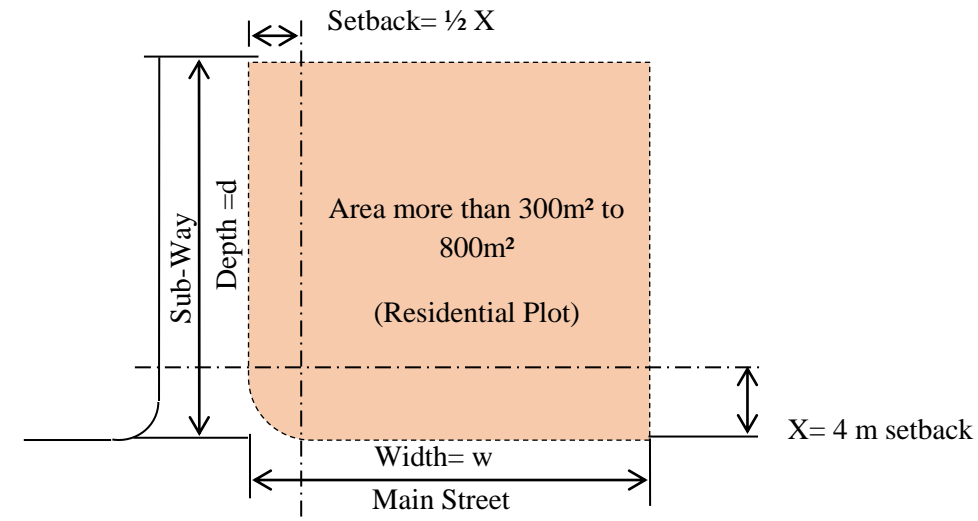 Setback= ½ X
Sub-Way
Depth =d
Area more than 300m² to
800m²
(Residential Plot)
X= 4 m setback
Width= w
Main Street